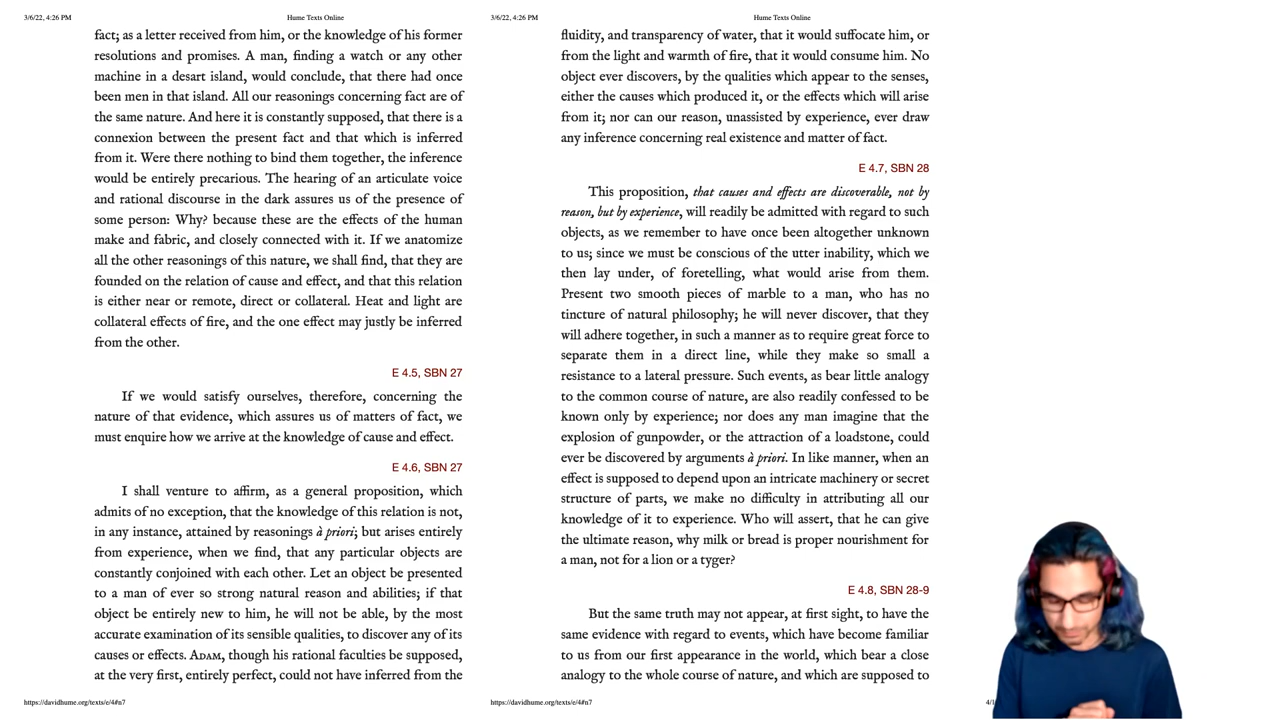 3/6/22, 4:26 PM
Hume Texts Online
fact; as a letter received from him, or the knowledge of his former
resolutions and promises. A man, finding a watch or any other
machine in a desart island, would conclude, that there had once
been men in that island. All our reasonings concerning fact are of
the same nature. And here it is constantly supposed, that there is a
connexion between the present fact and that which is inferred
from it. Were there nothing to bind them together, the inference
would be entirely precarious. The hearing of an articulate voice
and rational discourse in the dark assures us of the presence of
some person: Why? because these are the effects of the human
make and fabric, and closely connected with it. If we anatomize
all the other reasonings of this nature, we shall find, that they are
founded on the relation of cause and effect, and that this relation
is either near or remote, direct or collateral. Heat and light are
collateral effects of fire, and the one effect may justly be inferred
from the other.
E 4.5, SBN 27
If we would satisfy ourselves, therefore, concerning the
nature of that evidence, which assures us of matters of fact, we
must enquire how we arrive at the knowledge of cause and effect.
E 4.6, SBN 27
I shall venture to affirm, as a general proposition, which
admits of no exception, that the knowledge of this relation is not,
in any instance, attained by reasonings à priori; but arises entirely
from experience, when we find, that any particular objects are
constantly conjoined with each other. Let an object be presented
to a man of ever so strong natural reason and abilities; if that
object be entirely new to him, he will not be able, by the most
accurate examination of its sensible qualities, to discover any of its
causes or effects. ADAM, though his rational faculties be supposed,
at the very first, entirely perfect, could not have inferred from the
https://davidhume.org/texts/e/4#n7
3/6/22, 4:26 PM
Hume Texts Online
fluidity, and transparency of water, that it would suffocate him, or
from the light and warmth of fire, that it would consume him. No
object ever discovers, by the qualities which appear to the senses,
either the causes which produced it, or the effects which will arise
from it; nor can our reason, unassisted by experience, ever draw
any inference concerning real existence and matter of fact.
E 4.7, SBN 28
This proposition, that causes and effects are discoverable, not by
reason, but by experience, will readily be admitted with regard to such
objects, as we remember to have once been altogether unknown
to us; since we must be conscious of the utter inability, which we
then lay under, of foretelling, what would arise from them.
Present two smooth pieces of marble to a man, who has no
tincture of natural philosophy; he will never discover, that they
will adhere together, in such a manner as to require great force to
separate them in a direct line, while they make so small a
resistance to a lateral pressure. Such events, as bear little analogy
to the common course of nature, are also readily confessed to be
known only by experience; nor does any man imagine that the
explosion of gunpowder, or the attraction of a loadstone, could
ever be discovered by arguments à priori. In like manner, when an
effect is supposed to depend upon an intricate machinery or secret
structure of parts, we make no difficulty in attributing all our
knowledge of it to experience. Who will assert, that he can give
the ultimate reason, why milk or bread is proper nourishment for
a man, not for a lion or a tyger?
E 4.8, SBN 28-9
But the same truth may not appear, at first sight, to have the
same evidence with regard to events, which have become familiar
to us from our first appearance in the world, which bear a close
analogy to the whole course of nature, and which are supposed to
https://davidhume.org/texts/e/4#n7